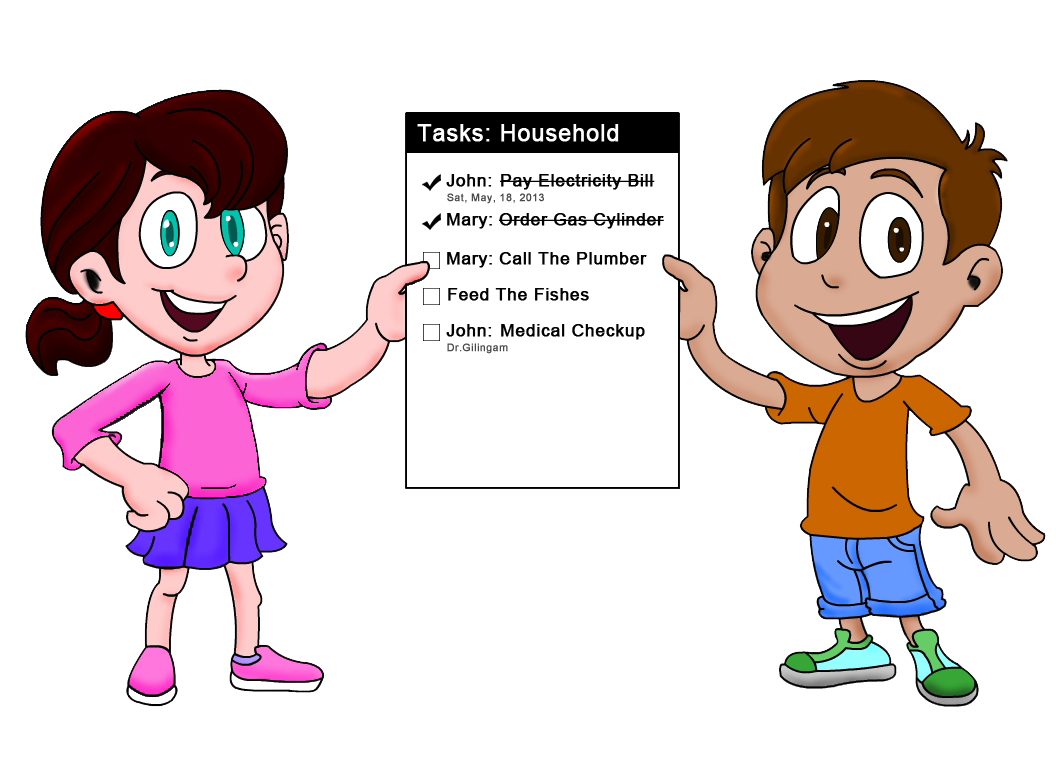 Tasks: Household
John: Pay Electricity Bill
Sat, May, 18, 2013
Mary: Order Gas Cylinder
Mary: Call The Plumber
Feed The Fishes
John: Medical Checkup
Dr.Gilingam